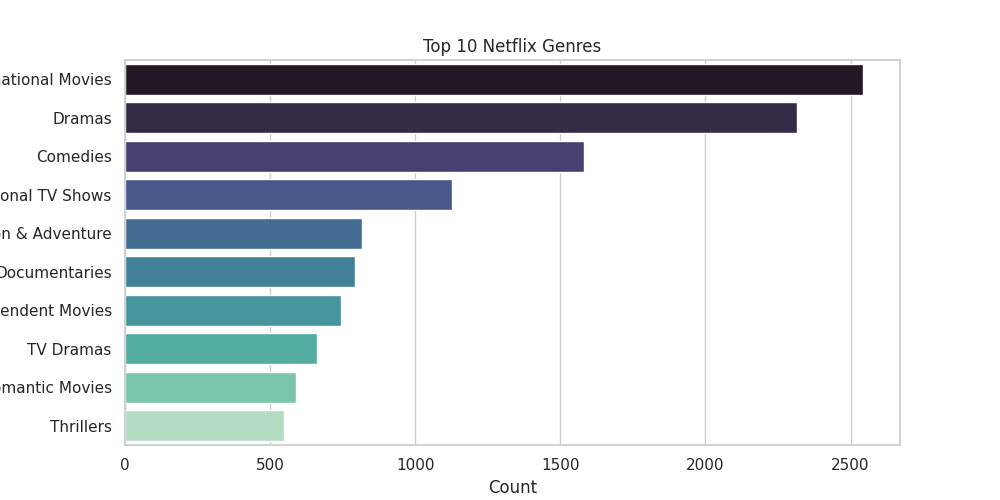 Top 10 Netflix Genres
ational Movies
Dramas
Comedies
onal TV Shows
n & Adventure
Documentaries
endent Movies
TV Dramas
omantic Movies
Thrillers
0 500 1000 1500 2000 2500
Count